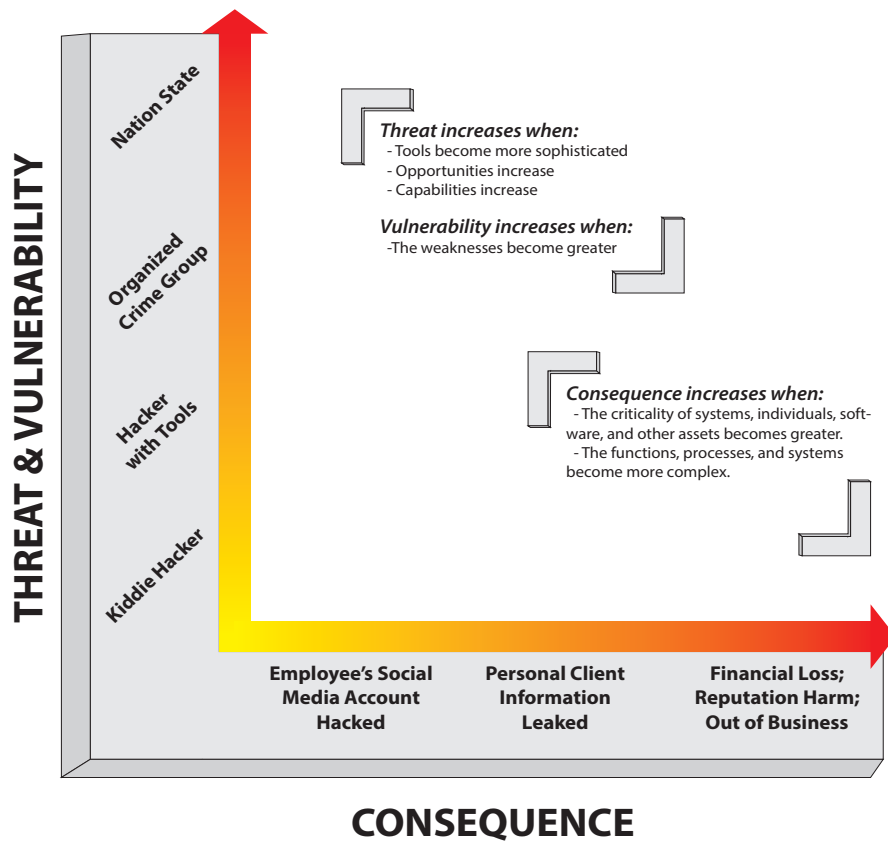 THREAT & VULNERABILITY
Nation State
Organized
Crime Group
Hacker
with Tools
Kiddie Hacker
Threat increases when:
- Tools become more sophisticated
- Opportunities increase
- Capabilities increase
Vulnerability increases when:
-The weaknesses become greater
Consequence increases when:
- The criticality of systems, individuals, soft-
ware, and other assets becomes greater.
- The functions, processes, and systems
become more complex.
Employee's Social
Media Account
Hacked
Personal Client
Information
Leaked
Financial Loss;
Reputation Harm;
Out of Business
CONSEQUENCE